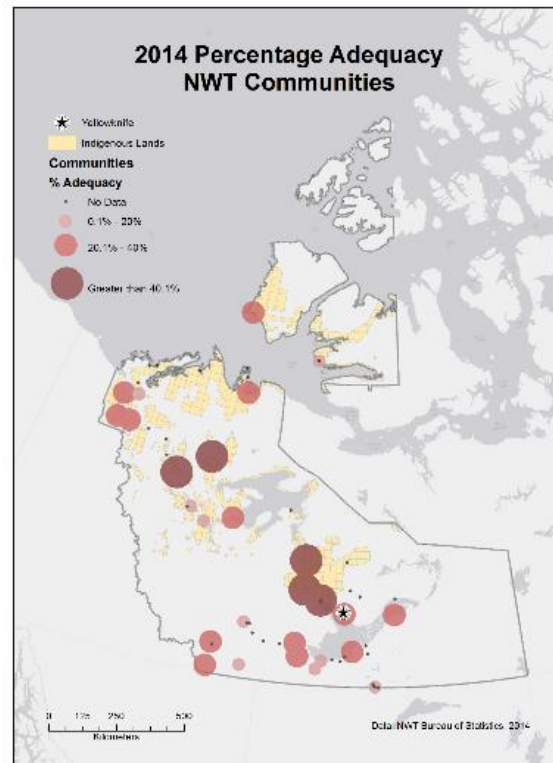 2014 Percentage Adequacy
NWT Communities
Yellowknife
Indigenous Lands
Communities
% Adequacy
No Data
0.1% - 20%
20.1% - 40%
Greater than 40.1%
0 125 250 500
Kilometers
Data: NWT Bureau of Statistics, 2014